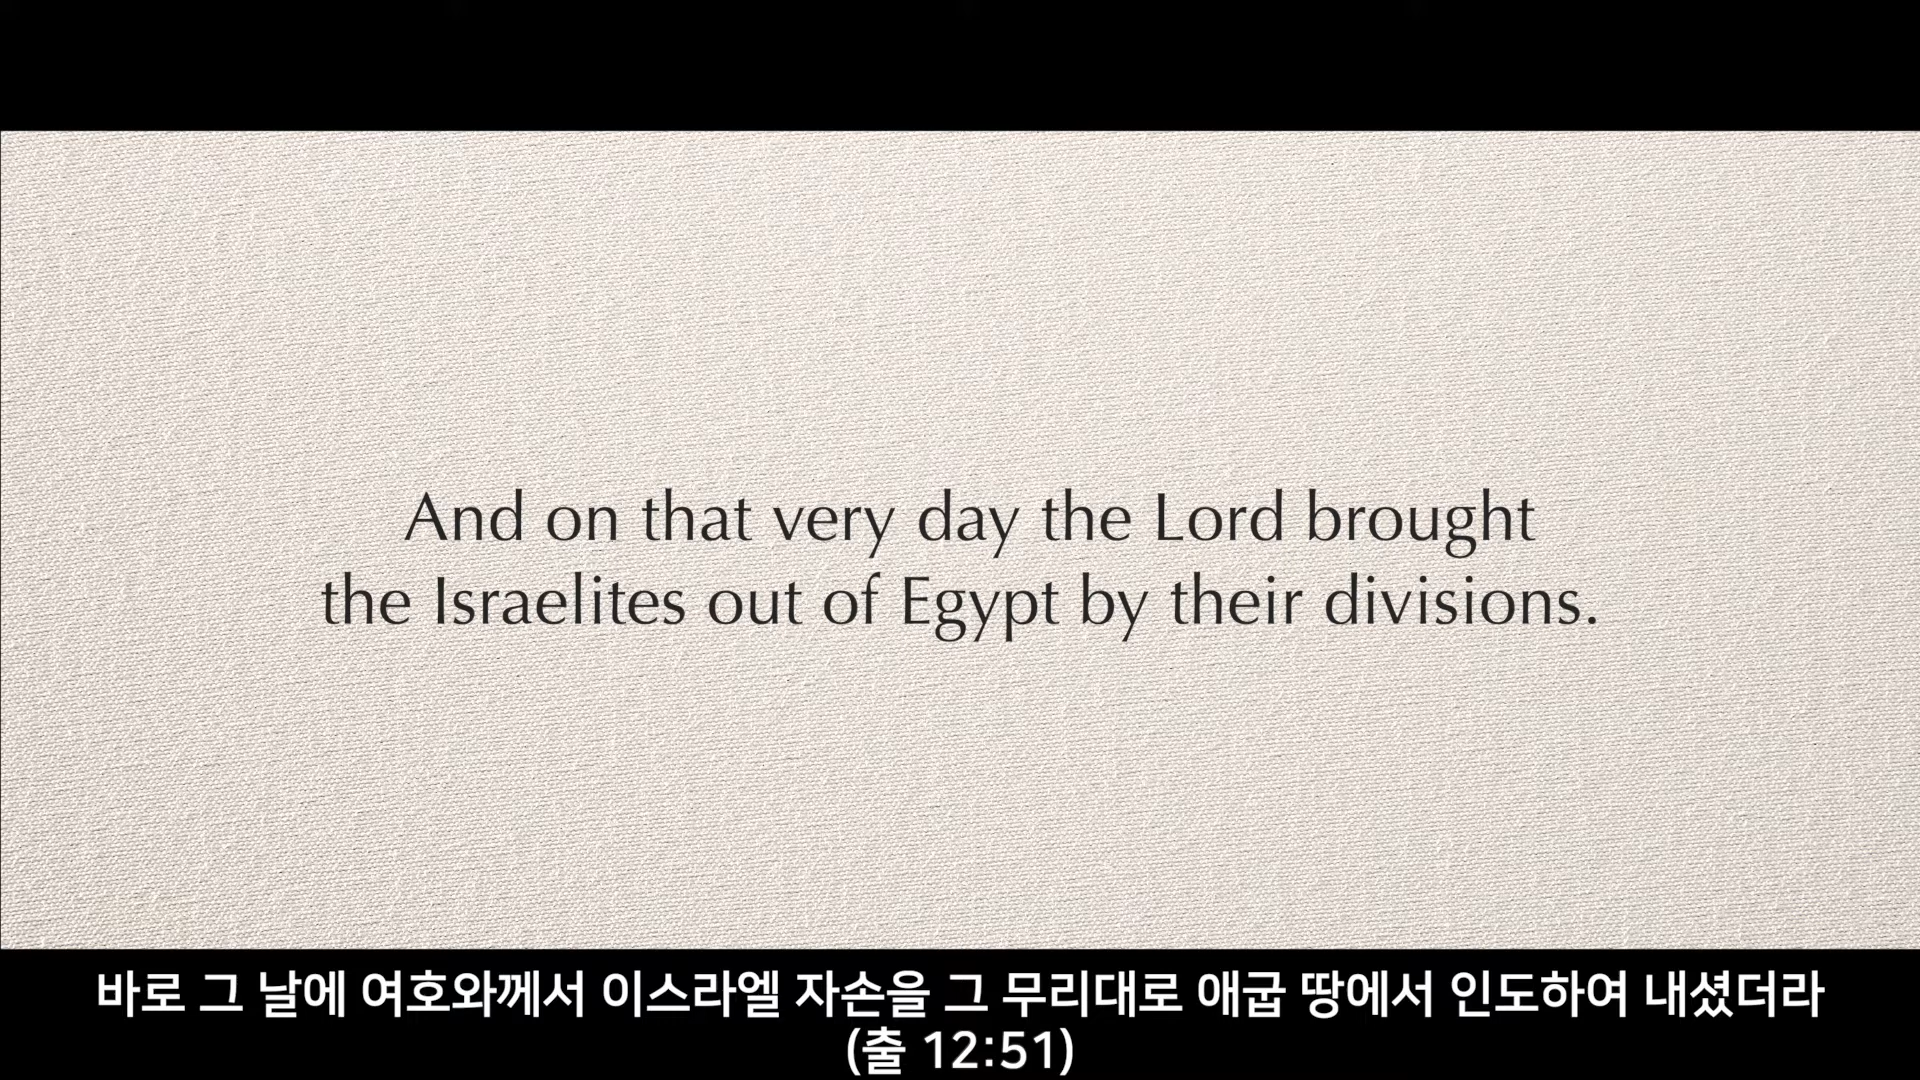 And on that very day the Lord brought
the Israelites out of Egypt by their divisions.
바로 그 날에 여호와께서 이스라엘 자손을 그 무리대로 애굽 땅에서 인도하여 내셨더라
(출 12:51)